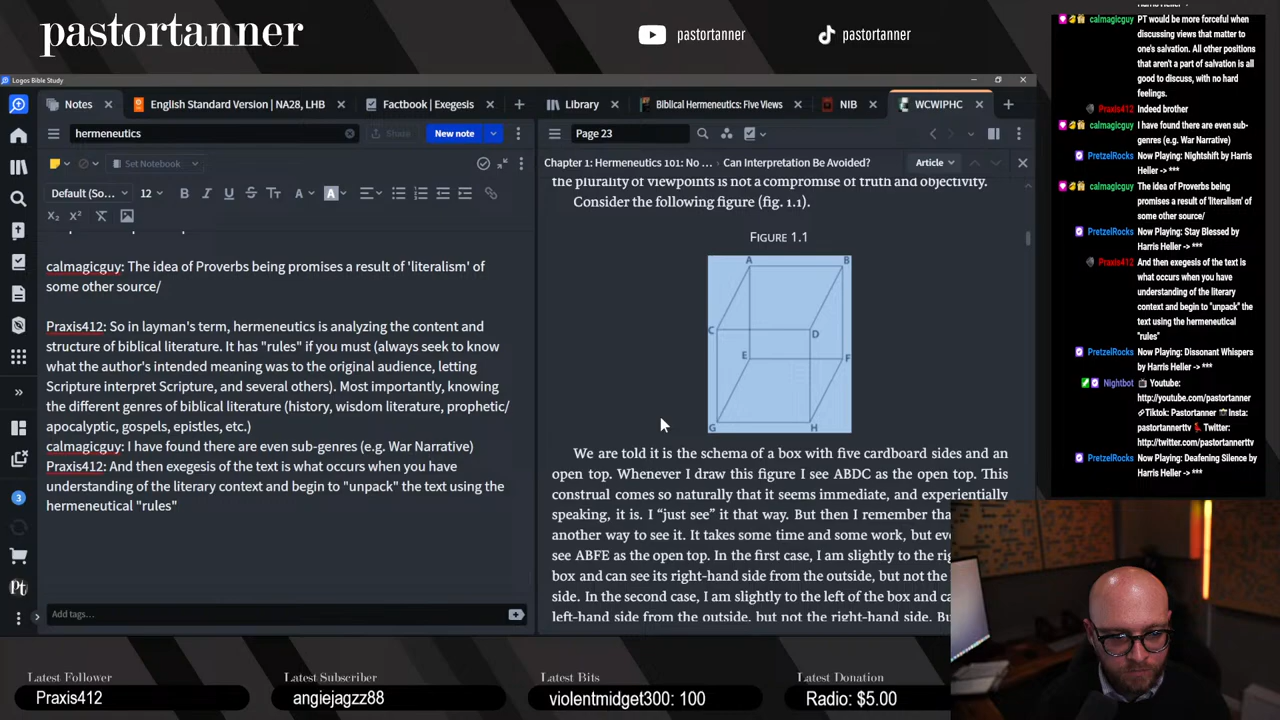 pastortanner
pastortanner
pastortanner
Logos Bible Study
Notes
English Standard Version | NA28, LHB
Factbook | Exegesis
Library
Biblical Hermeneutics: Five Views
NIB
WCWIPHC
hermeneutics
Share
New note
Page 23
Set Notebook
Chapter 1: Hermeneutics 101: No ...
Can Interpretation Be Avoided?
Article
Default (So...
12
calmagicguy: The idea of Proverbs being promises a result of 'literalism' of
some other source/
Praxis412: So in layman's term, hermeneutics is analyzing the content and
structure of biblical literature. It has "rules" if you must (always seek to know
what the author's intended meaning was to the original audience, letting
Scripture interpret Scripture, and several others). Most importantly, knowing
the different genres of biblical literature (history, wisdom literature, prophetic/
apocalyptic, gospels, epistles, etc.)
calmagicguy: I have found there are even sub-genres (e.g. War Narrative)
Praxis412: And then exegesis of the text is what occurs when you have
understanding of the literary context and begin to "unpack" the text using the
hermeneutical "rules"
Add tags...
3
Pt
the plurality of viewpoints is not a compromise of truth and objectivity.
Consider the following figure (fig. 1.1).
FIGURE 1.1
A
B
C
D
E
F
G
H
We are told it is the schema of a box with five cardboard sides and an
open top. Whenever I draw this figure I see ABDC as the open top. This
construal comes so naturally that it seems immediate, and experientially
speaking, it is. I “just see” it that way. But then I remember
another way to see it. It takes some time and some work, but
see ABFE as the open top. In the first case, I am slightly to the
box and can see its right-hand side from the outside, but not the
side. In the second case, I am slightly to the left of the box and
left-hand side from the outside, but not the right-hand side.
PT would be more forceful when
discussing views that matter to
one's salvation. All other positions
that aren't a part of salvation is all
good to discuss, with no hard
feelings.
Praxis412 Indeed brother
calmagicguy I have found there are even sub-
genres (e.g. War Narrative)
PretzelRocks Now Playing: Nightshift by Harris
Heller -> ***
calmagicguy The idea of Proverbs being
promises a result of 'literalism' of
some other source/
PretzelRocks Now Playing: Stay Blessed by
Harris Heller -> ***
Praxis412 And then exegesis of the text is
what occurs when you have
understanding of the literary
context and begin to "unpack" the
text using the hermeneutical
"rules"
PretzelRocks Now Playing: Dissonant Whispers
by Harris Heller -> ***
Nightbot Youtube:
http://youtube.com/pastortanner
Tiktok: Pastortanner Insta:
pastortannerttv Twitter:
http://twitter.com/pastortannerttv
PretzelRocks Now Playing: Deafening Silence by
Harris Heller -> ***
Latest Follower
Praxis412
Latest Subscriber
angiejagzz88
Latest Bits
violentmidget300: 100
Latest Donation
Radio: $5.00